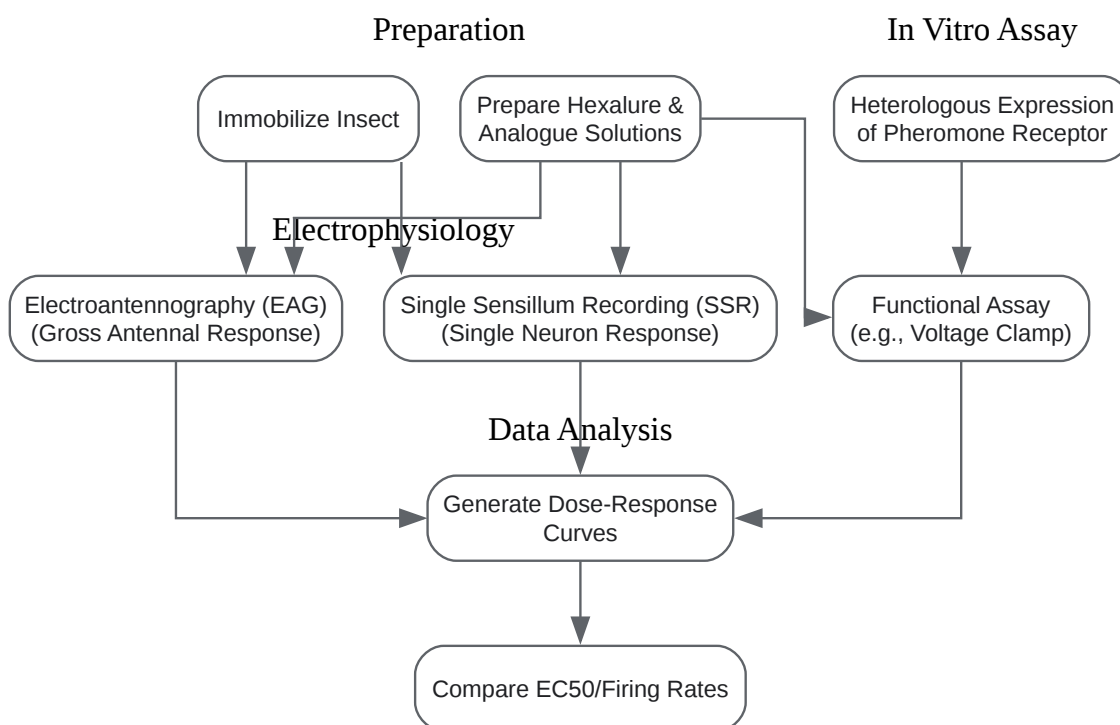 Preparation
In Vitro Assay
Immobilize Insect
Prepare Hexalure &
Analogue Solutions
Heterologous Expression
of Pheromone Receptor
Electrophysiology
Electroantennography (EAG)
(Gross Antennal Response)
Single Sensillum Recording (SSR)
(Single Neuron Response)
Functional Assay
(e.g., Voltage Clamp)
Data Analysis
Generate Dose-Response
Curves
Compare EC50/Firing Rates